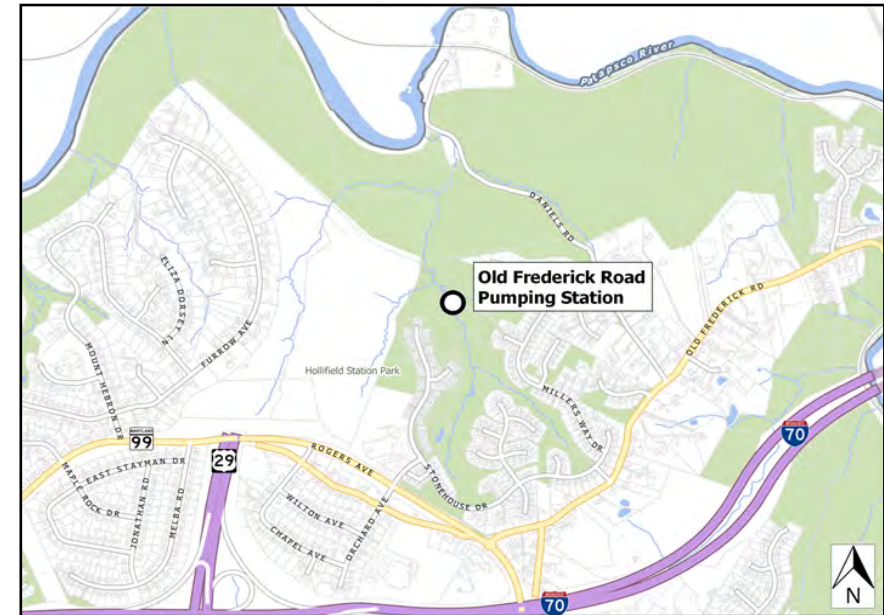 Patapsco River
DANIELS RD
Old Frederick Road
Pumping Station
OLD FREDERICK RD
ELIZA DORSEY LN
FURROW AVE
MOUNT HEBRON DR
Hollifield Station Park
MILLERS WAY DR
MARYLAND
99
29
70
ROGERS AVE
EAST STAYMAN DR
MAPLE ROCK DR
JONATHAN RD
MELBA RD
STONEHOUSE DR
ORCHARD AVE
WILTON AVE
CHAPEL AVE
70
N